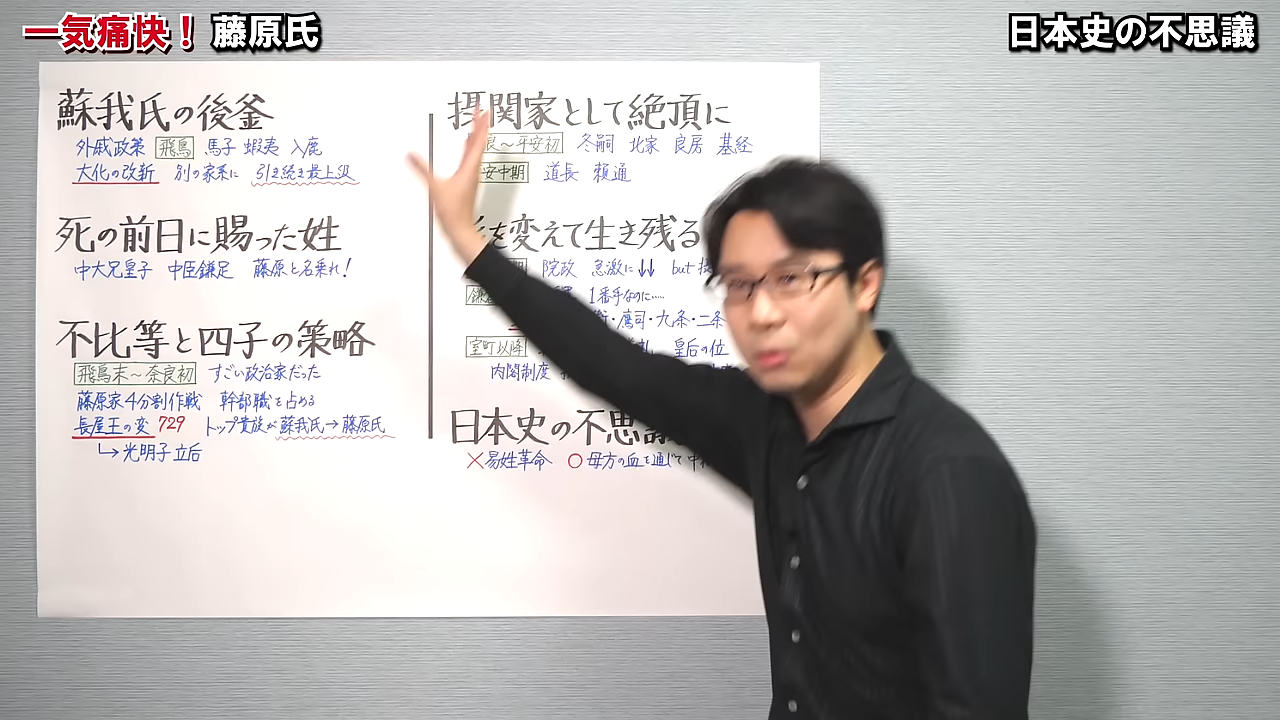 一気痛快！藤原氏
日本史の不思議
蘇我氏の後釜
外戚政策 飛鳥 馬子 蝦夷 入鹿
大化の改新 別の家柄に 引き続き最上級
死の前日に賜った姓
中大兄皇子 中臣鎌足 藤原と名乗れ！
不比等と四子の策略
飛鳥末～奈良初 すごい政治家だった
藤原家4分割作戦 幹部職を占める
長屋王の変 729 トップ貴族が蘇我氏→藤原氏
↳光明子立后
摂関家として絶頂に
良～平安初 冬嗣 北家 良房 基経
安中期 道長 頼通
を変えて生き残る
院政 急激に↓↓ but
1番手なのに……
・鷹司・九条・二条
室町以降 皇后の位
内閣制度
日本史の不思議
×易姓革命 ○母方の血を通じて